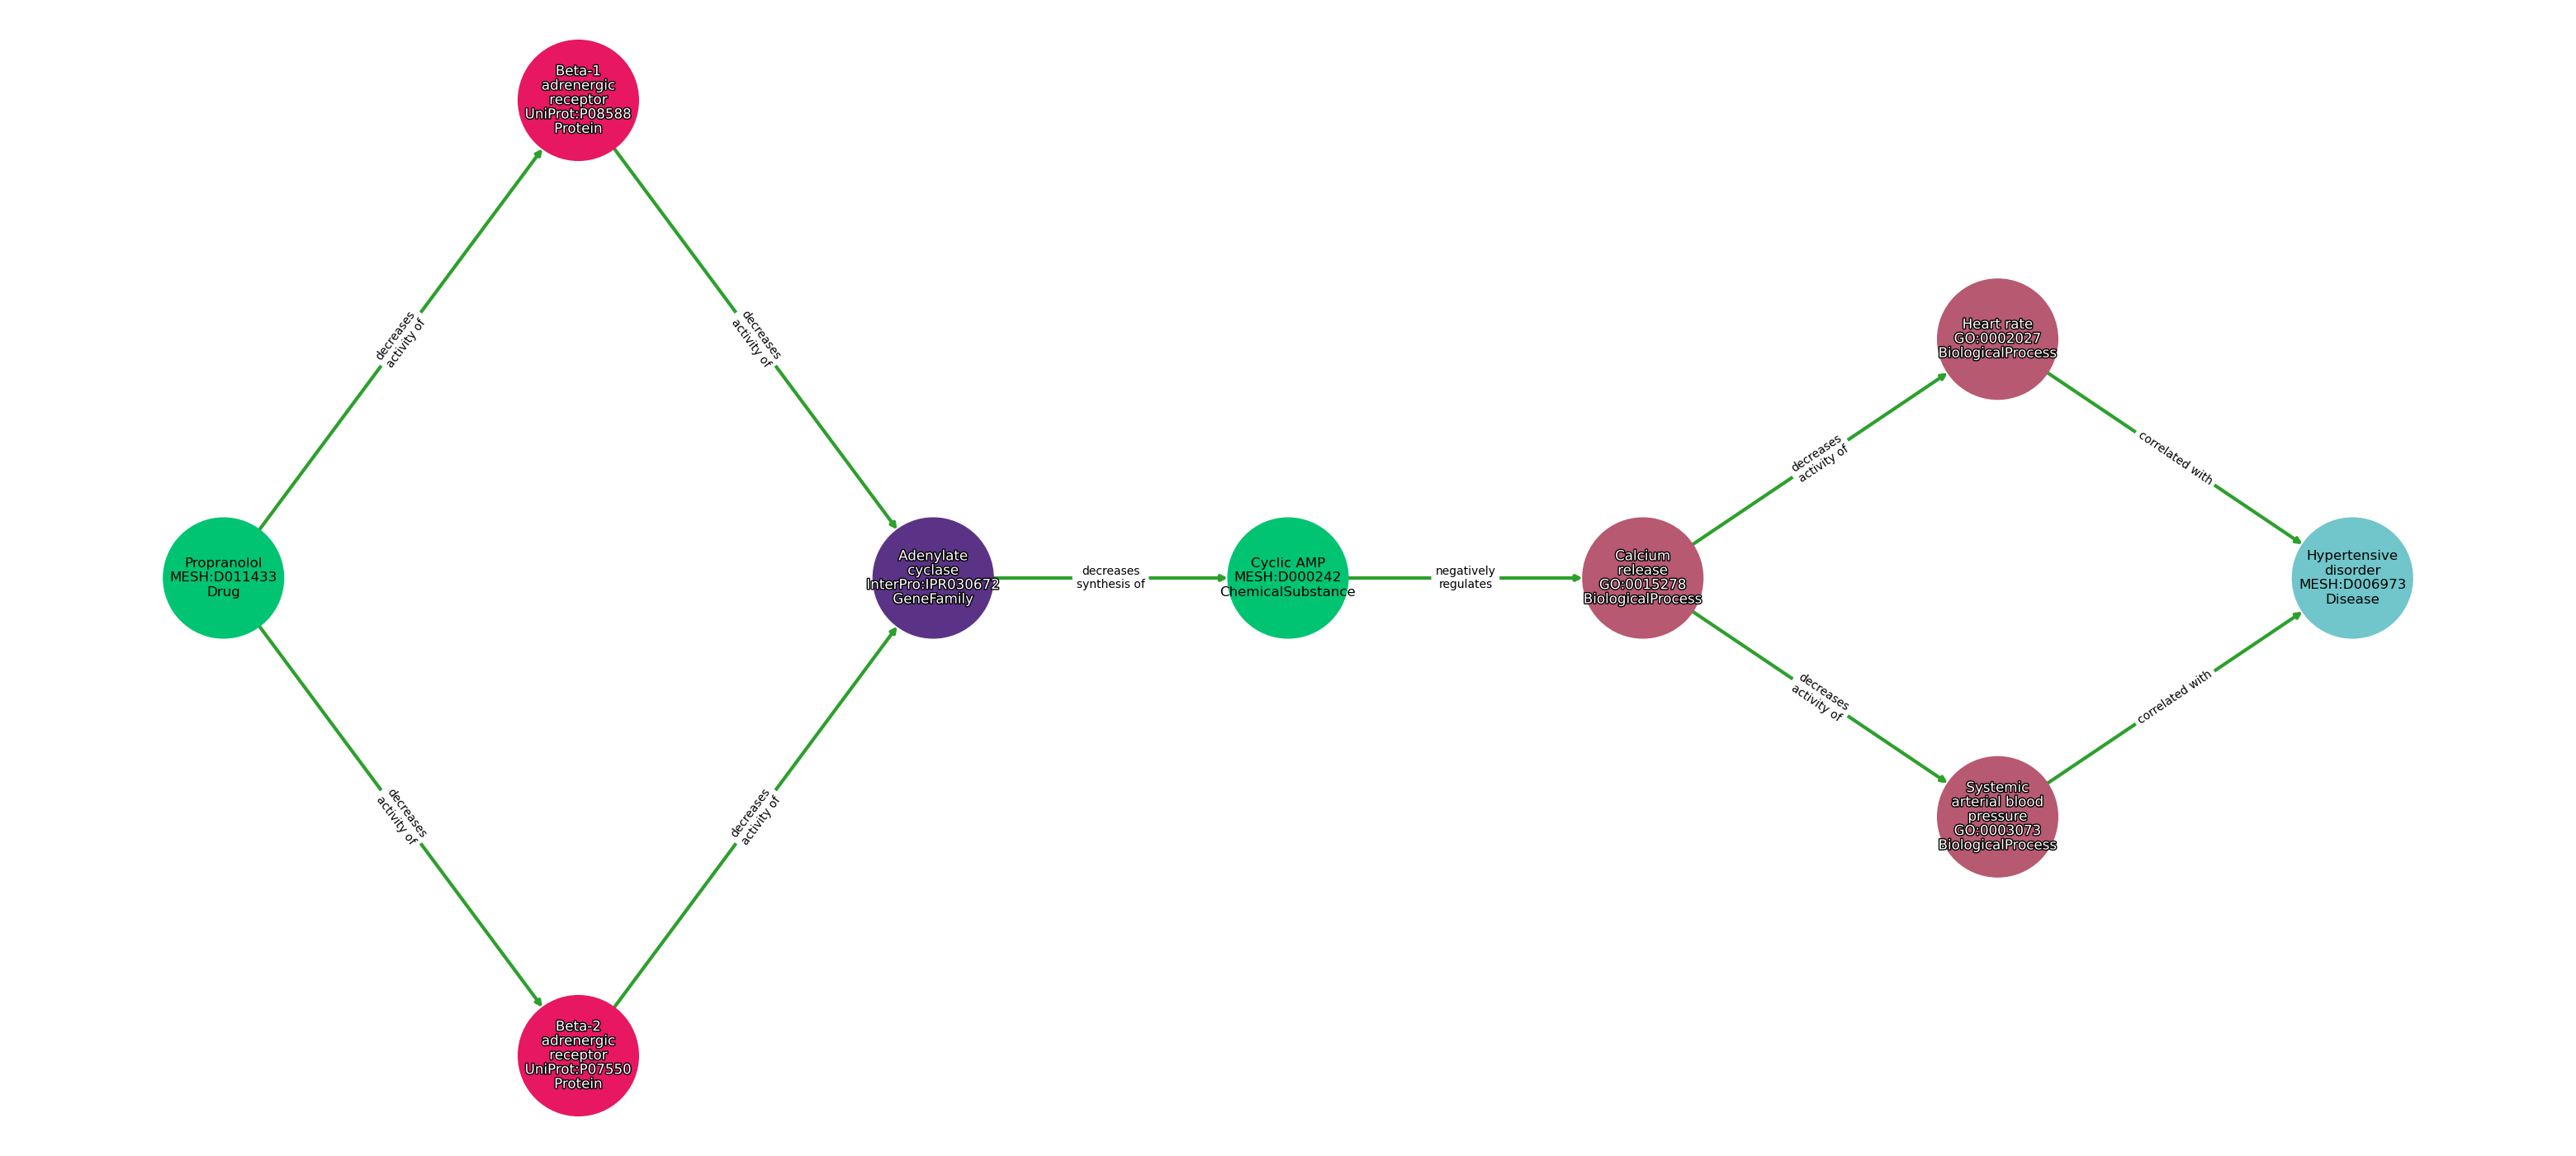 Beta-1
adrenergic
receptor
UniProt:P08588
Protein
decreases
activity of
decreases
activity of
Heart rate
GO:0002027
BiologicalProcess
decreases
activity of
correlated with
Propranolol
MESH:D011433
Drug
Adenylate
cyclase
InterPro:IPR030672
GeneFamily
decreases
synthesis of
Cyclic AMP
MESH:D000242
ChemicalSubstance
negatively
regulates
Calcium
release
GO:0015278
BiologicalProcess
Hypertensive
disorder
MESH:D006973
Disease
decreases
activity of
correlated with
decreases
activity of
decreases
activity of
Systemic
arterial blood
pressure
GO:0003073
BiologicalProcess
Beta-2
adrenergic
receptor
UniProt:P07550
Protein